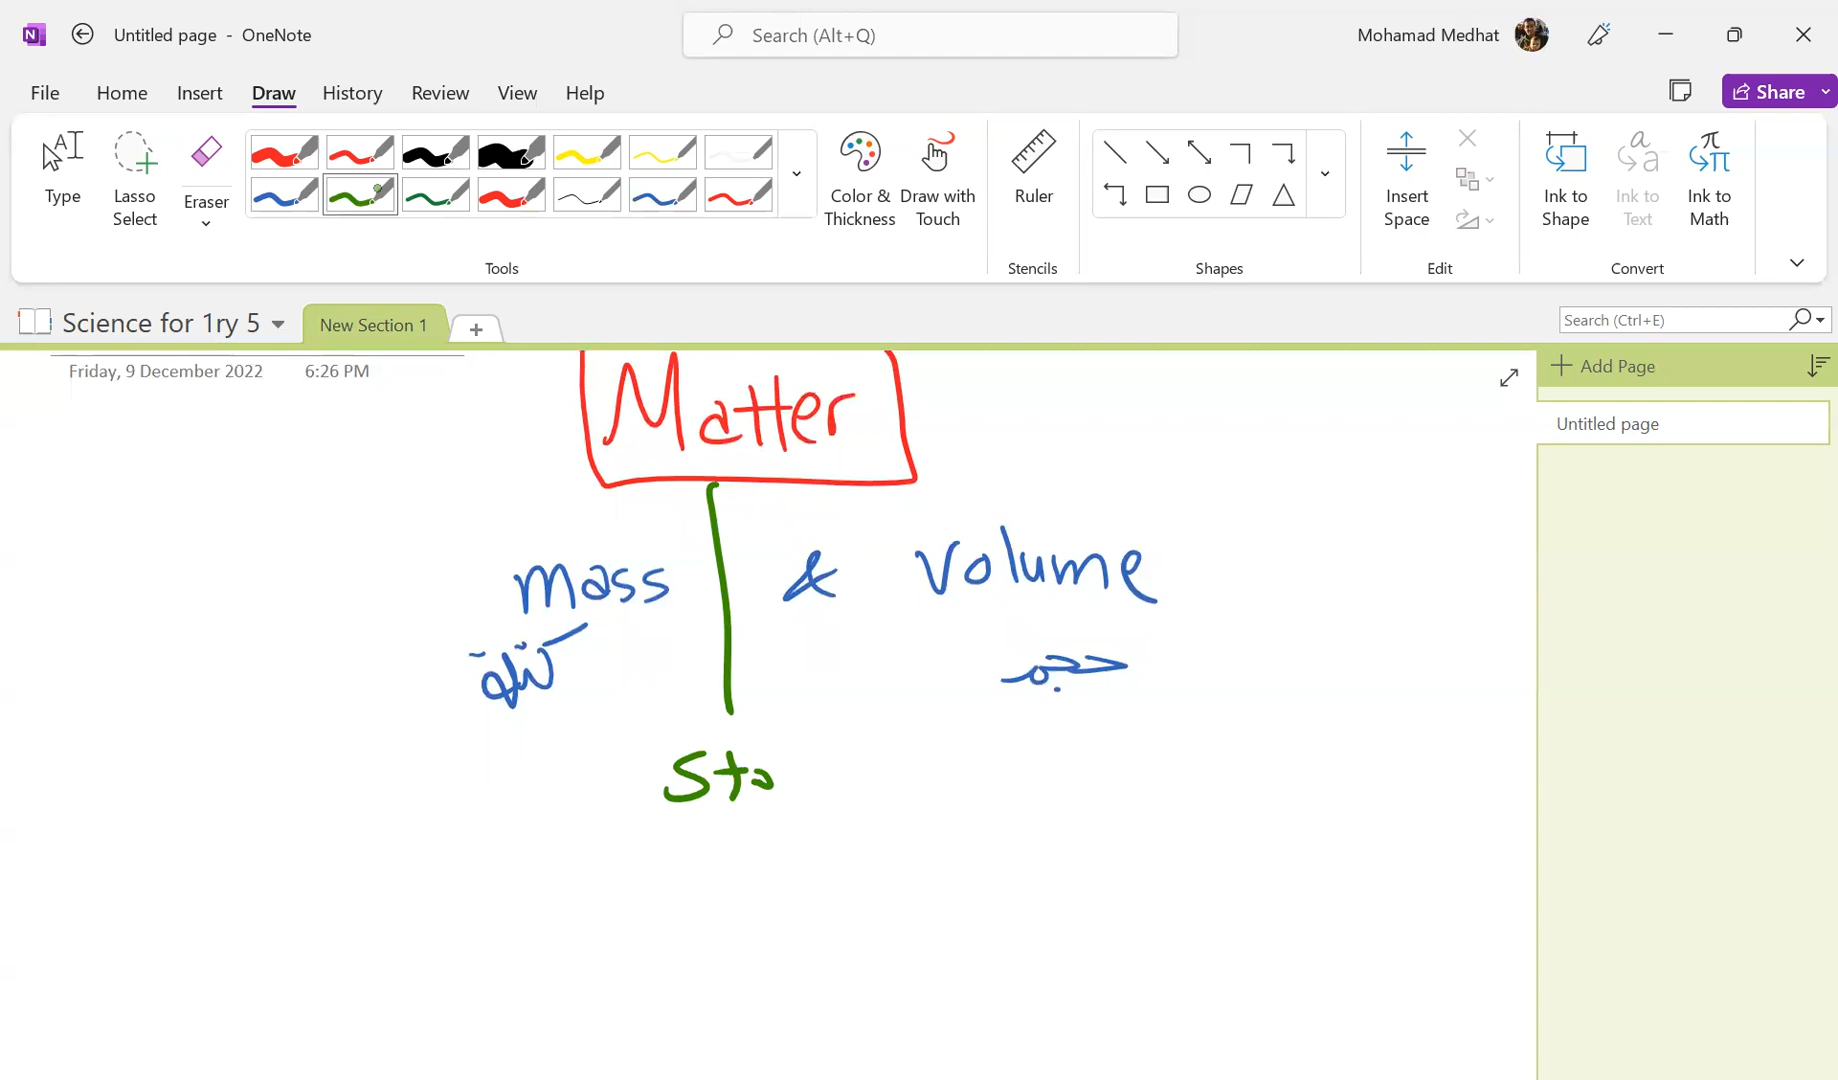 Untitled page - OneNote
Search (Alt+Q)
Mohamad Medhat
File Home Insert Draw History Review View Help
Share
Type
Lasso Select
Eraser
Color & Thickness
Draw with Touch
Ruler
Insert Space
Ink to Shape
Ink to Text
Ink to Math
Tools
Stencils
Shapes
Edit
Convert
Science for 1ry 5
New Section 1
Search (Ctrl+E)
Friday, 9 December 2022 6:26 PM
Add Page
Untitled page
Matter
mass & Volume
Sta